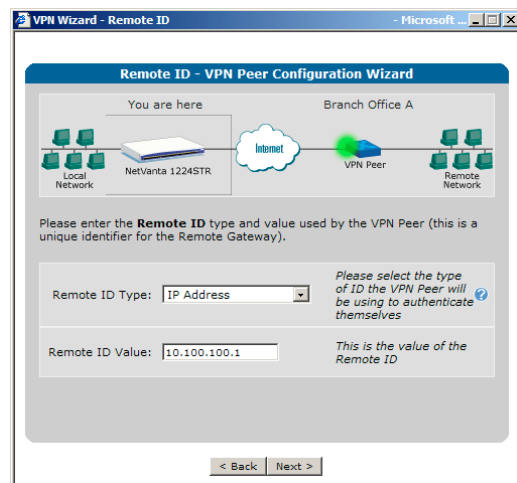 VPN Wizard - Remote ID - Microsoft ...
Remote ID - VPN Peer Configuration Wizard
You are here
Branch Office A
Internet
Local
Network
NetVanta 1224STR
VPN Peer
Remote
Network
Please enter the Remote ID type and value used by the VPN Peer (this is a
unique identifier for the Remote Gateway).
Remote ID Type: IP Address
Please select the type
of ID the VPN Peer will
be using to authenticate
themselves
?
Remote ID Value: 10.100.100.1
This is the value of the
Remote ID
< Back Next >